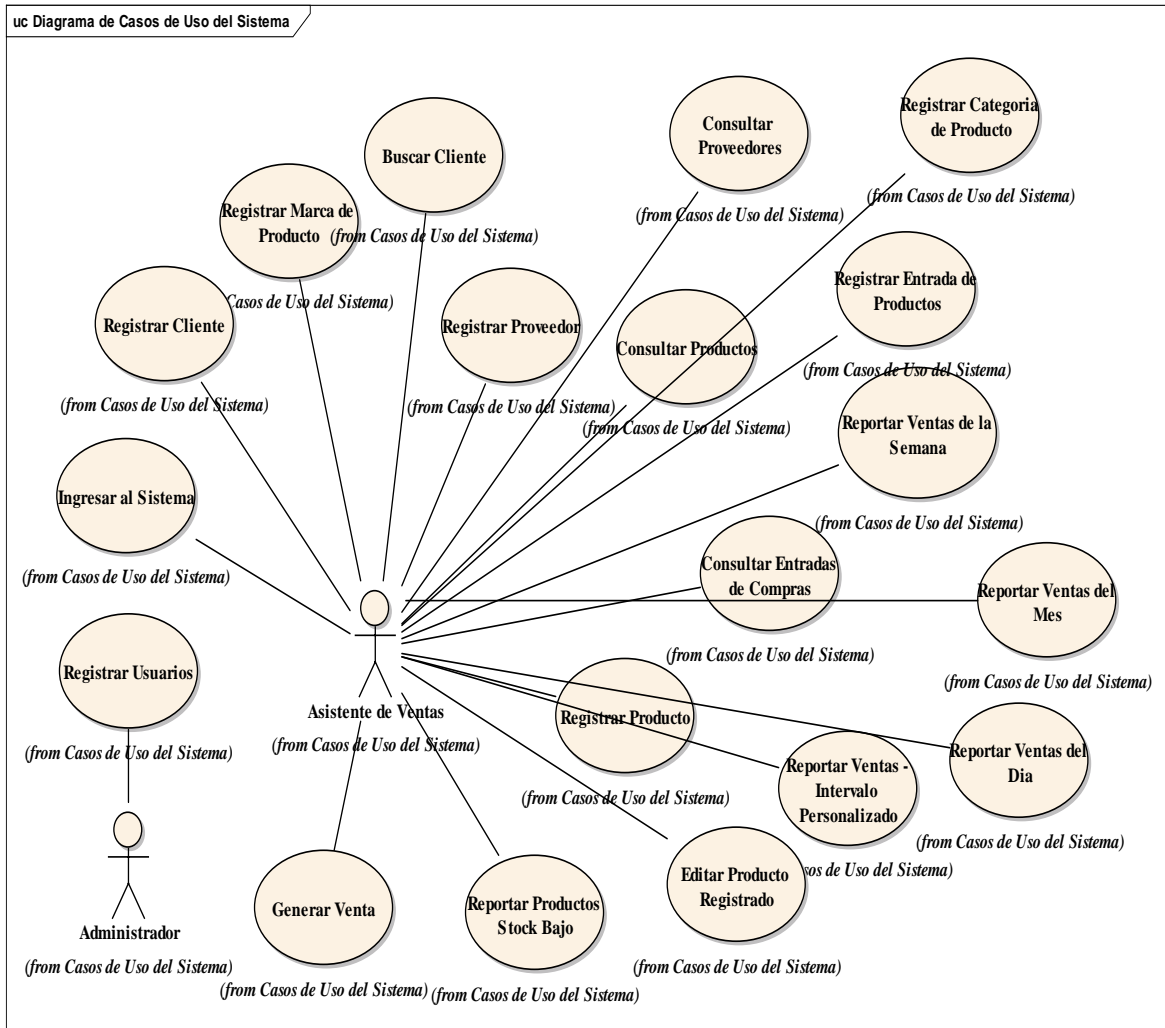 uc Diagrama de Casos de Uso del Sistema
Registrar Categoria
de Producto
(from Casos de Uso del Sistema)
Consultar
Proveedores
(from Casos de Uso del Sistema)
Buscar Cliente
(from Casos de Uso del Sistema)
Registrar Marca de
Producto
Casos de Uso del Sistema)
Registrar Entrada de
Productos
(from Casos de Uso del Sistema)
Registrar Cliente
(from Casos de Uso del Sistema)
Registrar Proveedor
(from Casos de Uso del Sistema)
Consultar Productos
(from Casos de Uso del Sistema)
Reportar Ventas de la
Semana
(from Casos de Uso del Sistema)
Ingresar al Sistema
(from Casos de Uso del Sistema)
Consultar Entradas
de Compras
(from Casos de Uso del Sistema)
Reportar Ventas del
Mes
(from Casos de Uso del Sistema)
Registrar Usuarios
(from Casos de Uso del Sistema)
Asistente de Ventas
(from Casos de Uso del Sistema)
Registrar Producto
(from Casos de Uso del Sistema)
Reportar Ventas del
Dia
(from Casos de Uso del Sistema)
Reportar Ventas -
Intervalo
Personalizado
de Uso del Sistema)
Administrador
(from Casos de Uso del Sistema)
Generar Venta
(from Casos de Uso del Sistema)
Reportar Productos
Stock Bajo
(from Casos de Uso del Sistema)
Editar Producto
Registrado
(from Casos de Uso del Sistema)